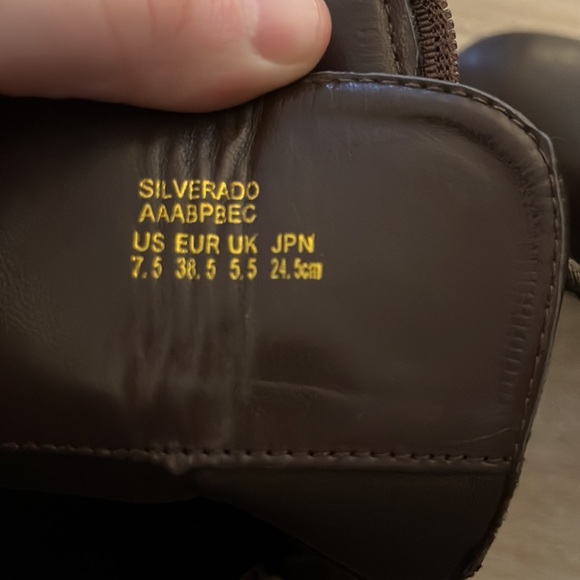 SILVERADO
AAABPBEC
US EUR UK JPN
7.5 38.5 5.5 24.5cm